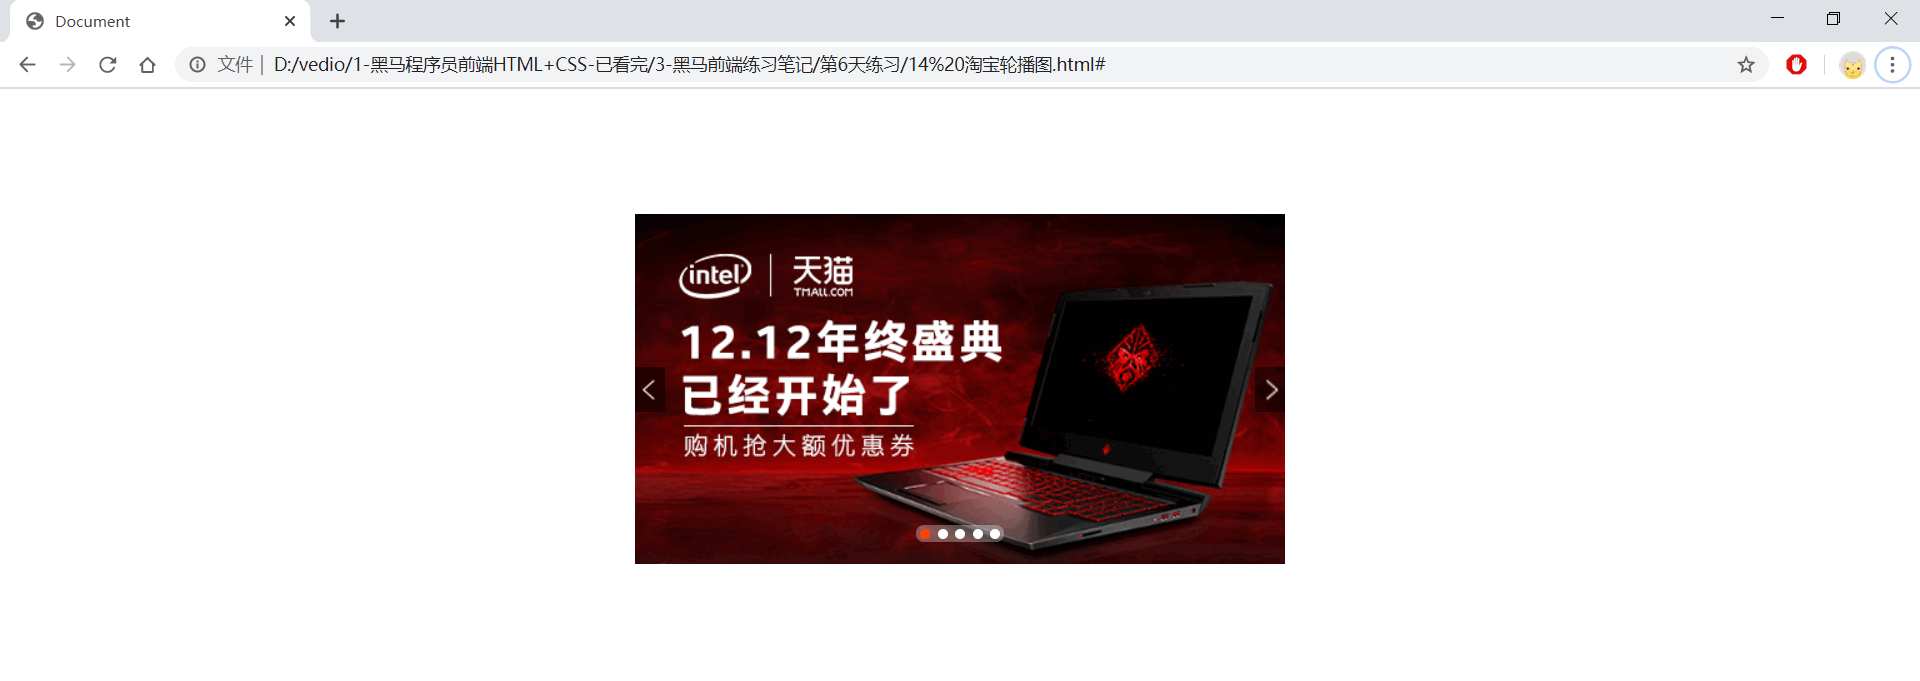 Document
文件 | D:/vedio/1-黑马程序员前端HTML+CSS-已看完/3-黑马前端练习笔记/第6天练习/14%20淘宝轮播图.html#
intel 天猫
TMALL.COM
12.12年终盛典
已经开始了
购机抢大额优惠券